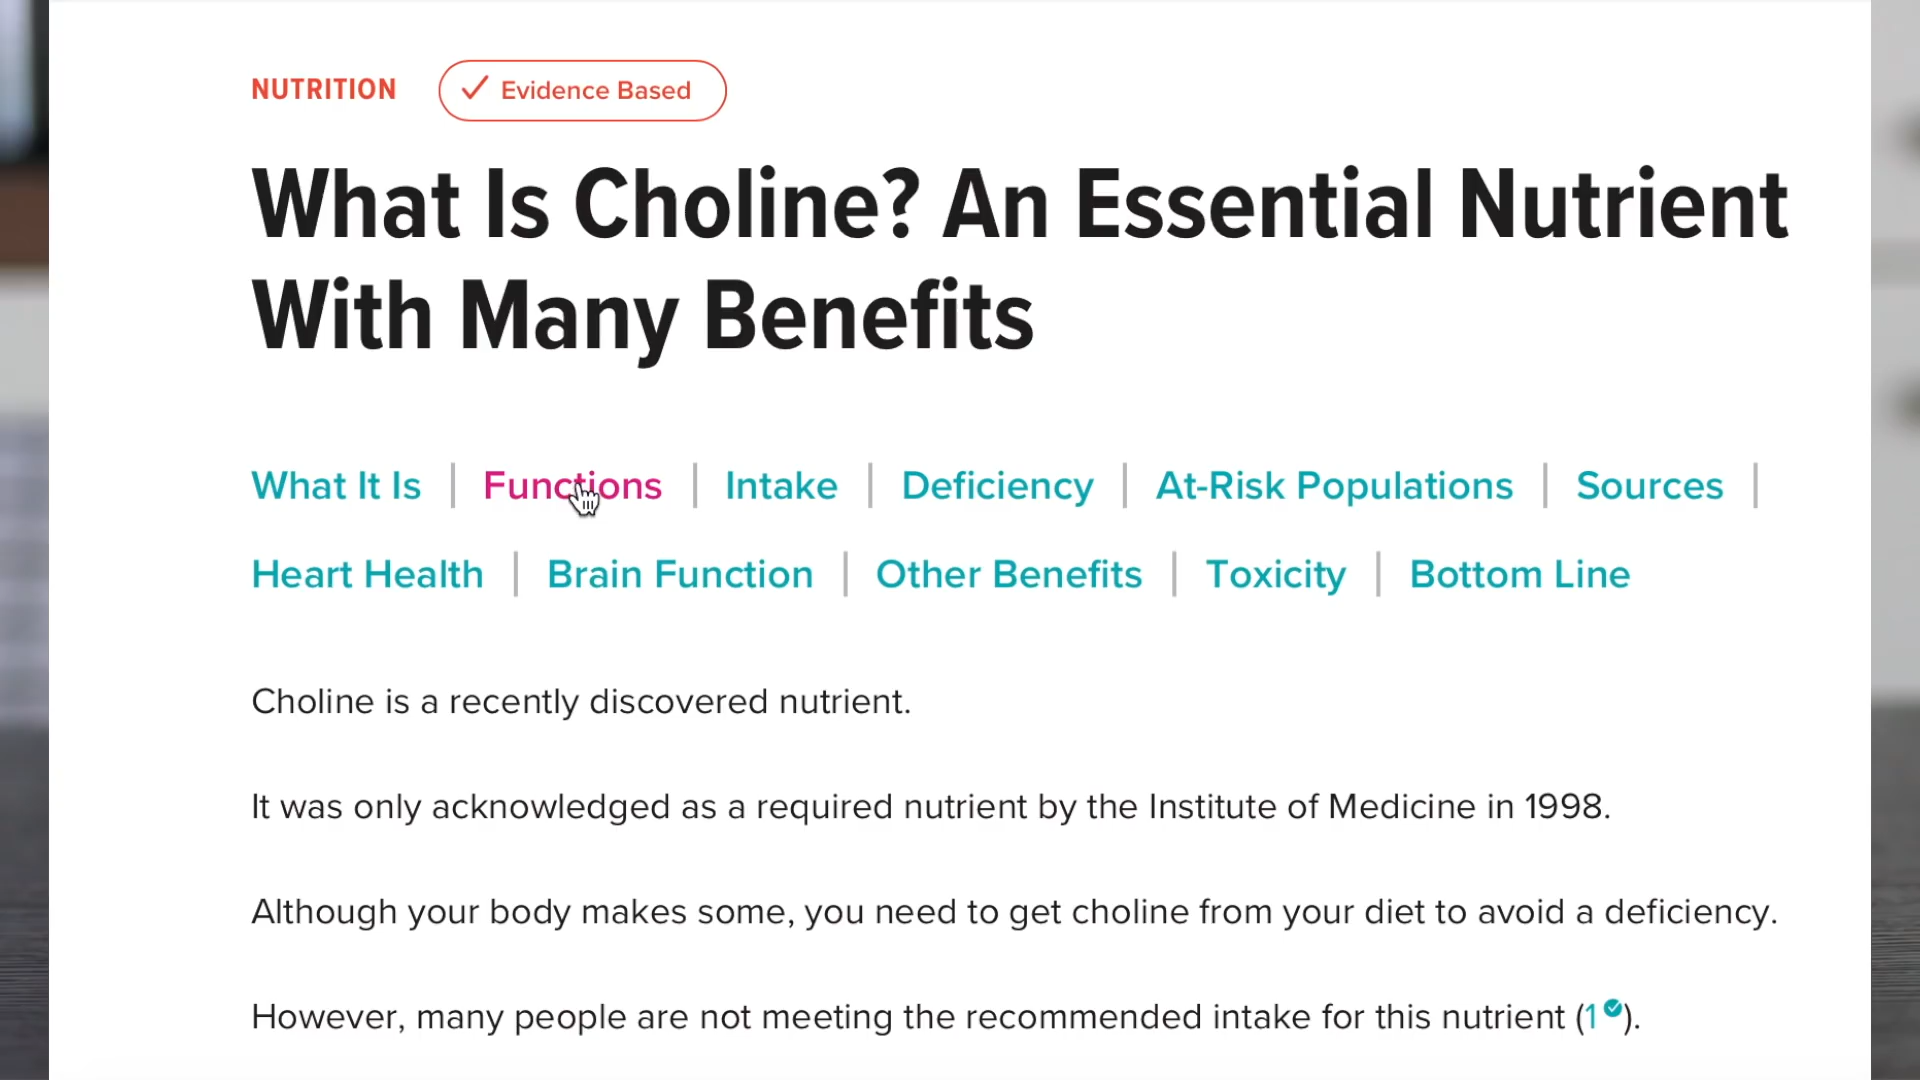 NUTRITION
Evidence Based
What Is Choline? An Essential Nutrient
With Many Benefits
What It Is | Functions | Intake | Deficiency | At-Risk Populations | Sources |
Heart Health | Brain Function | Other Benefits | Toxicity | Bottom Line
Choline is a recently discovered nutrient.
It was only acknowledged as a required nutrient by the Institute of Medicine in 1998.
Although your body makes some, you need to get choline from your diet to avoid a deficiency.
However, many people are not meeting the recommended intake for this nutrient (1).